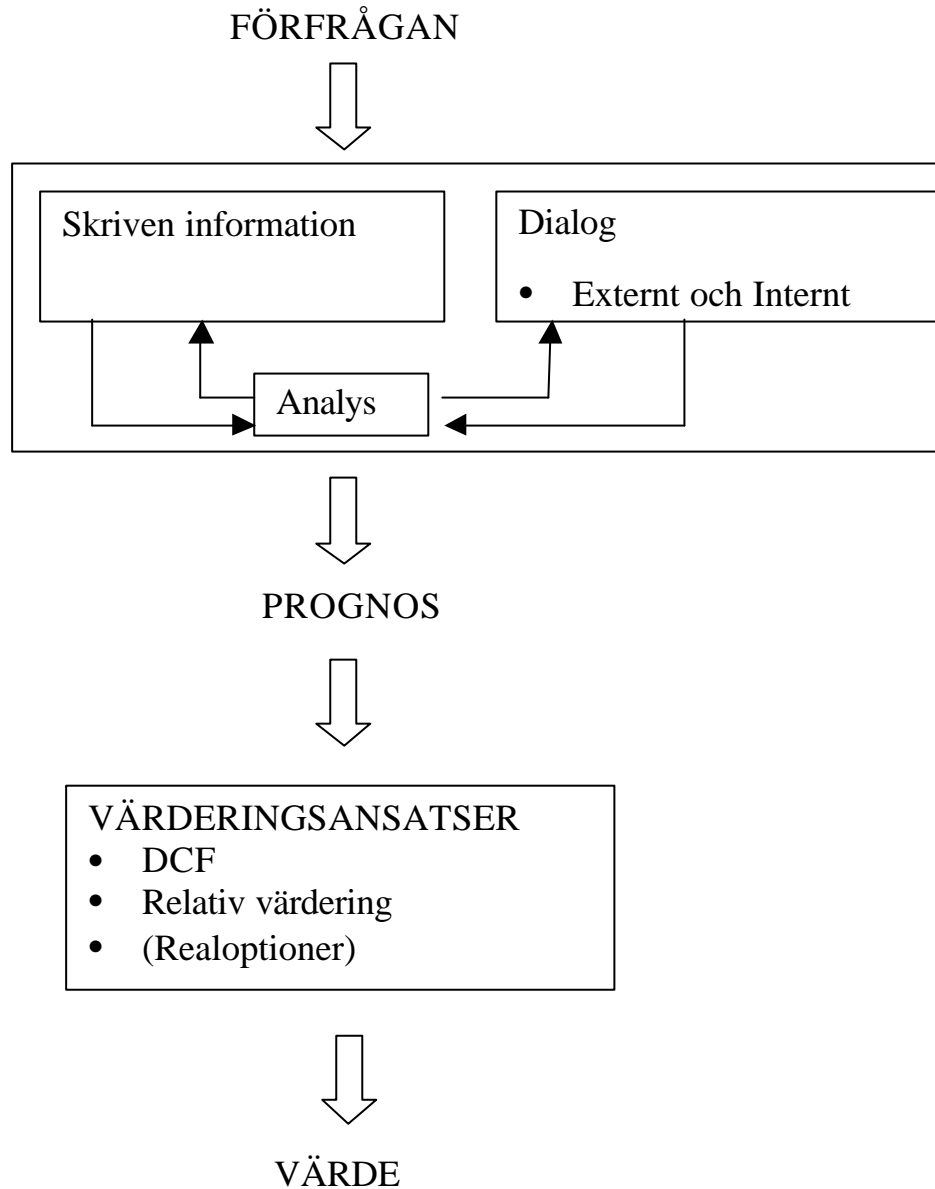 FÖRFRÅGAN
Skriven information
Dialog
• Externt och Internt
Analys
PROGNOS
VÄRDERINGSANSATSER
• DCF
• Relativ värdering
• (Realoptioner)
VÄRDE